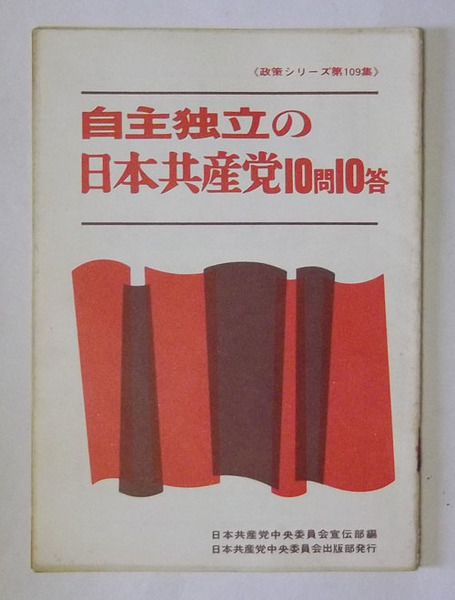 《政策シリーズ第109集》
自主独立の
日本共産党10問10答
日本共産党中央委員会宣伝部編
日本共産党中央委員会出版部発行